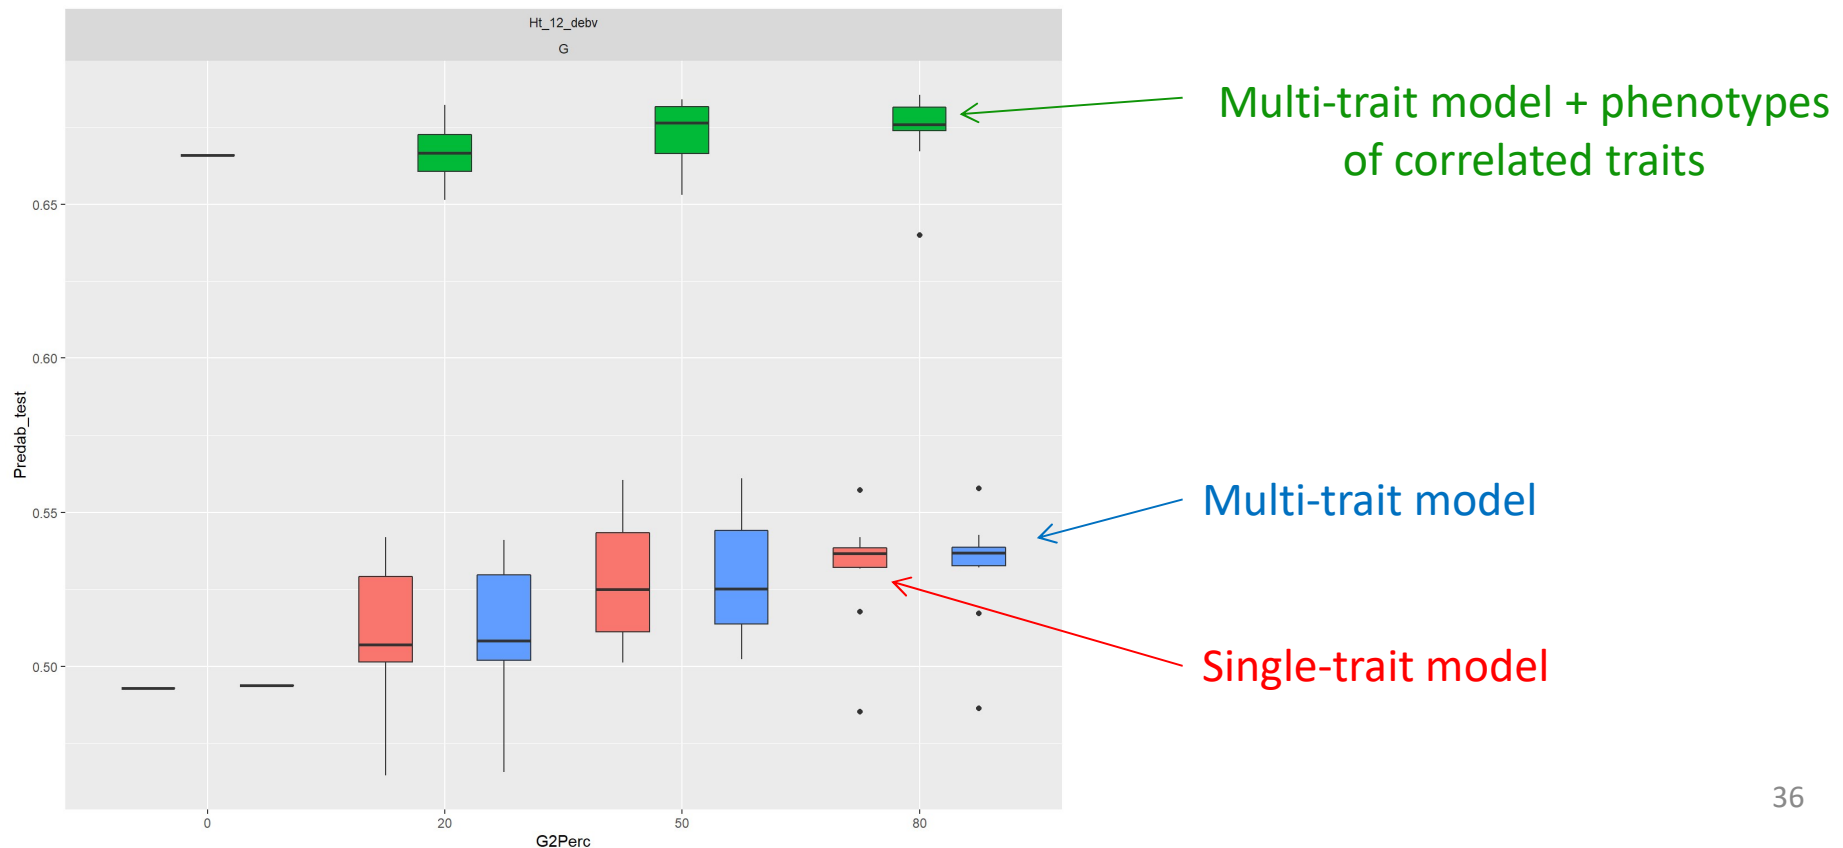 Ht_12_debv
G
Multi-trait model + phenotypes
of correlated traits
0.65
0.60
Predab_test
0.55
Multi-trait model
0.50
Single-trait model
0
20
50
80
G2Perc
36